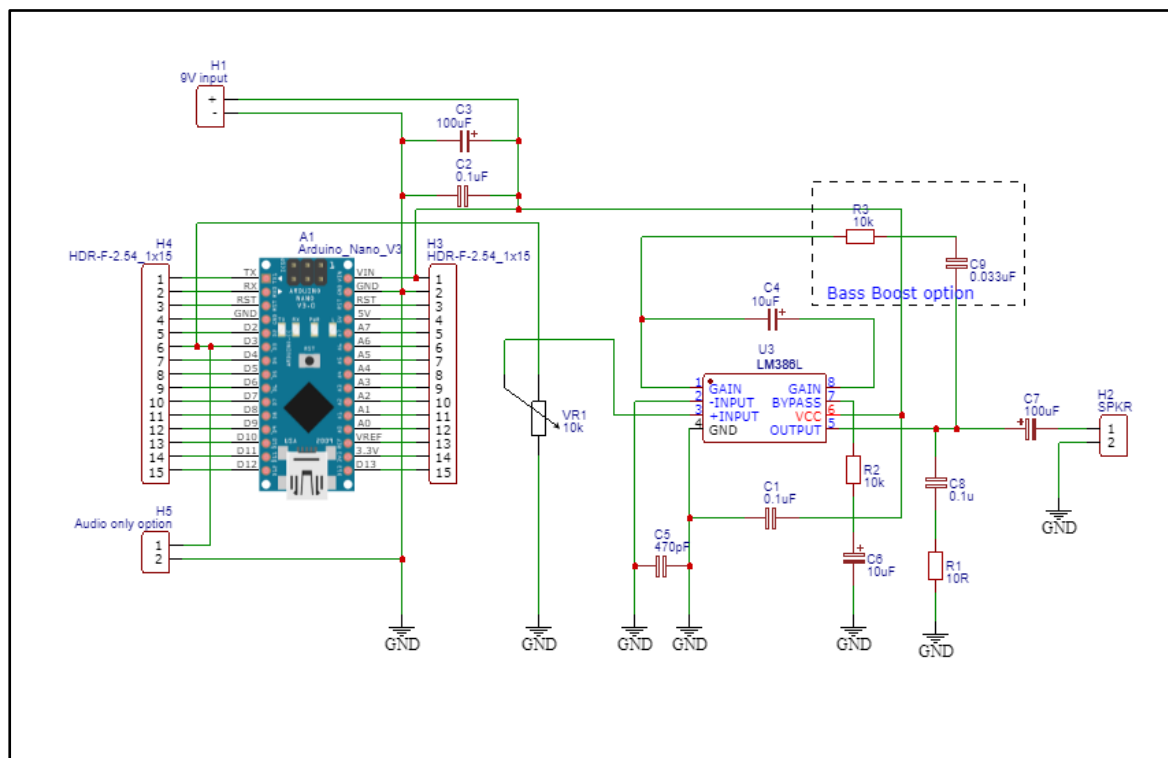 H1
9V input
+
-
C3
100uF
+
C2
0.1uF
R3
10k
C9
0.033uF
Bass Boost option
H4
HDR-F-2.54_1x15
A1
Arduino_Nano_V3
H3
HDR-F-2.54_1x15
1 TX VIN 1
2 RX GND 2
3 RST RST 3
4 GND 5V 4
5 D2 A7 5
6 D3 A6 6
7 D4 A5 7
8 D5 A4 8
9 D6 A3 9
10 D7 A2 10
11 D8 A1 11
12 D9 A0 12
13 D10 VREF 13
14 D11 3.3V 14
15 D12 D13 15
ARDUINO
NANO
V3.0
RST
C4
10uF
+
U3
LM386L
1 GAIN GAIN 8
2 -INPUT BYPASS 7
3 +INPUT VCC 6
4 GND OUTPUT 5
VR1
10k
C7
100uF
+
H2
SPKR
1
2
R2
10k
C8
0.1u
C1
0.1uF
GND
H5
Audio only option
1
2
C5
470pF
+
C6
10uF
R1
10R
GND
GND
GND
GND
GND
GND